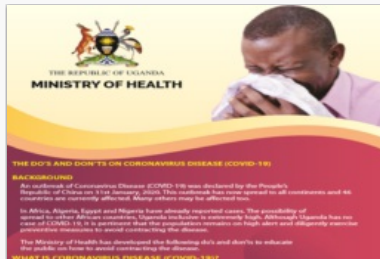 THE REPUBLIC OF UGANDA
MINISTRY OF HEALTH
THE DO'S AND DON'TS ON CORONAVIRUS DISEASE (COVID-19)
BACKGROUND
An outbreak of Coronavirus Disease (COVID-19) was declared by the People's
Republic of China on 31st January, 2020. This outbreak has now spread to all continents and 46
countries are currently affected. Many others may be affected too.
In Africa, Algeria, Egypt and Nigeria have already reported cases. The possibility of
spread to other African countries, Uganda inclusive is extremely high. Although Uganda has no
case of COVID-19, it is pertinent that the population remains on high alert and diligently exercise
preventive measures to avoid contracting the disease.
The Ministry of Health has developed the following do's and don'ts to educate
the public on how to avoid contracting the disease.
WHAT IS CORONAVIRUS DISEASE (COVID-19)?